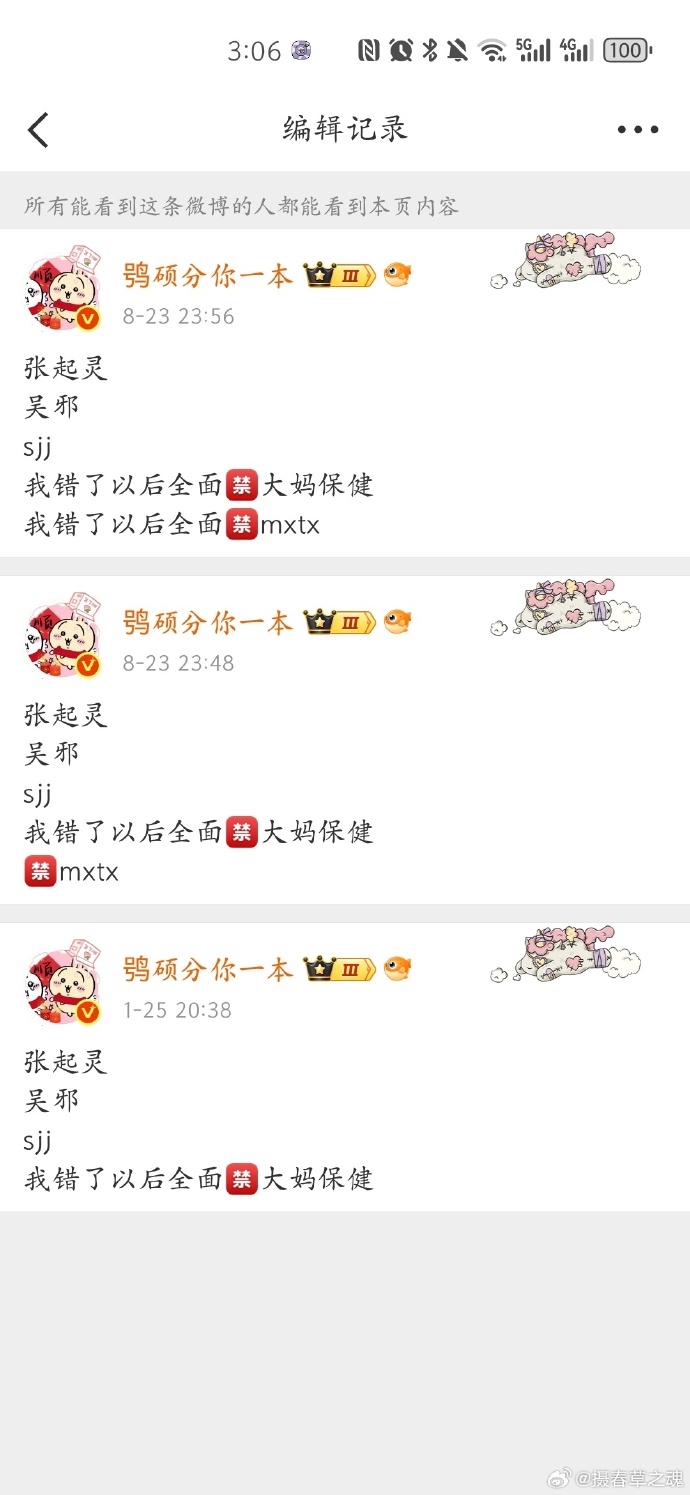 3:06 5G 4G 100
编辑记录
所有能看到这条微博的人都能看到本页内容
鸮硕分你一本 III
8-23 23:56
张起灵
吴邪
sjj
我错了以后全面禁大妈保健
我错了以后全面禁mxtx
鸮硕分你一本 III
8-23 23:48
张起灵
吴邪
sjj
我错了以后全面禁大妈保健
禁mxtx
鸮硕分你一本 III
1-25 20:38
张起灵
吴邪
sjj
我错了以后全面禁大妈保健
@摄春草之魂